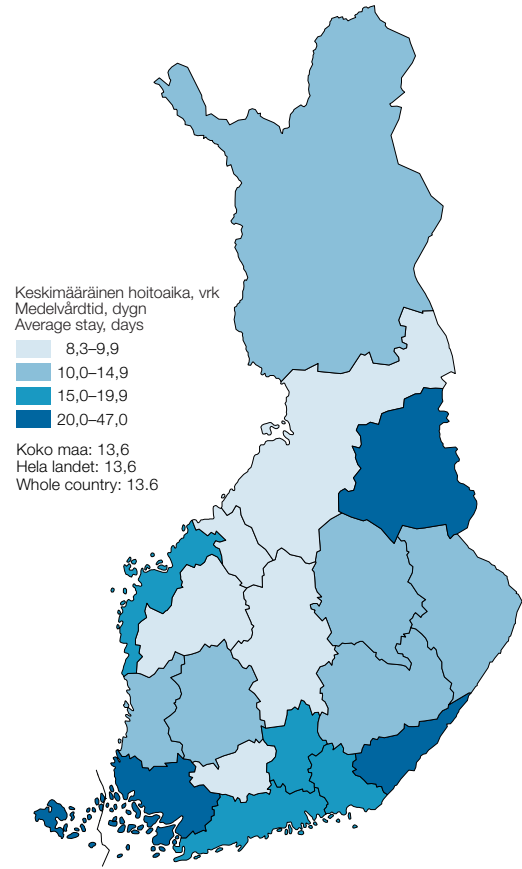 Keskimääräinen hoitoaika, vrk
Medelvårdtid, dygn
Average stay, days
8,3–9,9
10,0–14,9
15,0–19,9
20,0–47,0
Koko maa: 13,6
Hela landet: 13,6
Whole country: 13.6